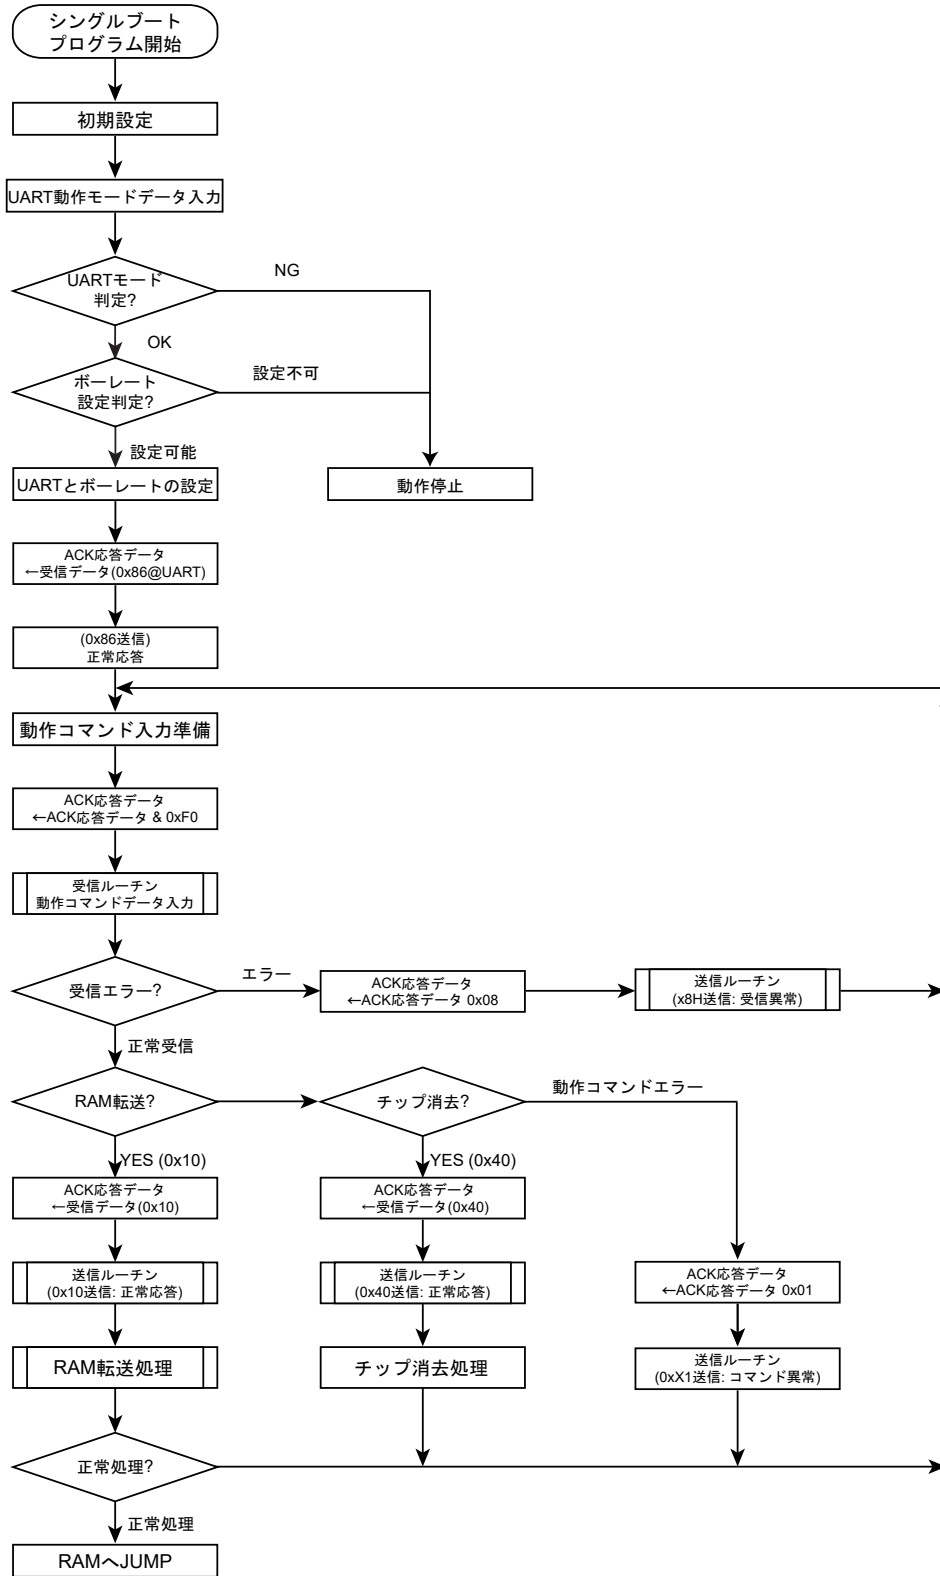 シングルブート
プログラム開始
初期設定
UART動作モードデータ入力
UARTモード
判定?
NG
OK
ボーレート
設定判定?
設定不可
設定可能
UARTとボーレートの設定
動作停止
ACK応答データ
←受信データ(0x86@UART)
(0x86送信)
正常応答
動作コマンド入力準備
ACK応答データ
←ACK応答データ & 0xF0
受信ルーチン
動作コマンドデータ入力
受信エラー?
エラー
ACK応答データ
←ACK応答データ 0x08
送信ルーチン
(x8H送信: 受信異常)
正常受信
RAM転送?
チップ消去?
動作コマンドエラー
YES (0x10)
YES (0x40)
ACK応答データ
←受信データ(0x10)
ACK応答データ
←受信データ(0x40)
送信ルーチン
(0x10送信: 正常応答)
送信ルーチン
(0x40送信: 正常応答)
ACK応答データ
←ACK応答データ 0x01
RAM転送処理
チップ消去処理
送信ルーチン
(0xX1送信: コマンド異常)
正常処理?
正常処理
RAMへJUMP